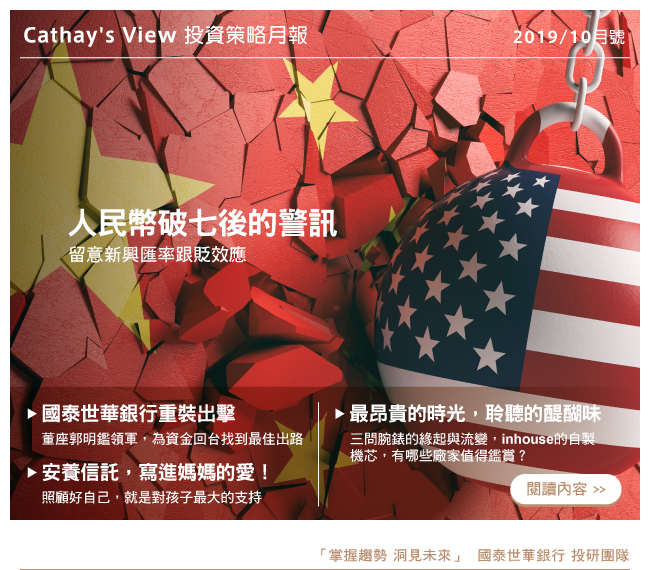 Cathay's View 投資策略月報
2019/10月號
人民幣破七後的警訊
留意新興匯率跟貶效應
國泰世華銀行重裝出擊
董座郭明鑑領軍，為資金回台找到最佳出路
安養信託，寫進媽媽的愛！
照顧好自己，就是對孩子最大的支持
最昂貴的時光，聆聽的醍醐味
三問腕錶的緣起與流變，inhouse的自製
機芯，有哪些廠家值得鑑賞？
閱讀內容 >>
「掌握趨勢 洞見未來」 國泰世華銀行 投研團隊